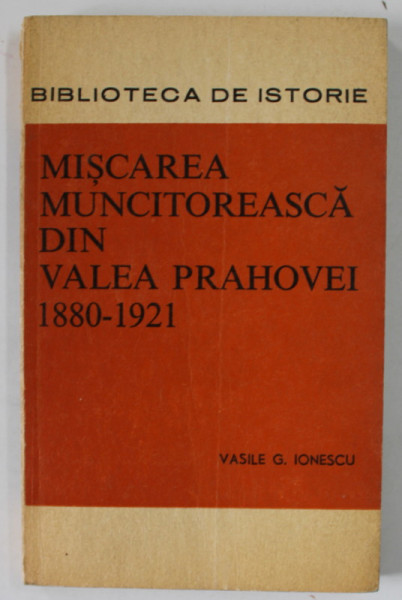 BIBLIOTECA DE ISTORIE
MIȘCAREA
MUNCITOREASCĂ
DIN
VALEA PRAHOVEI
1880-1921
VASILE G. IONESCU